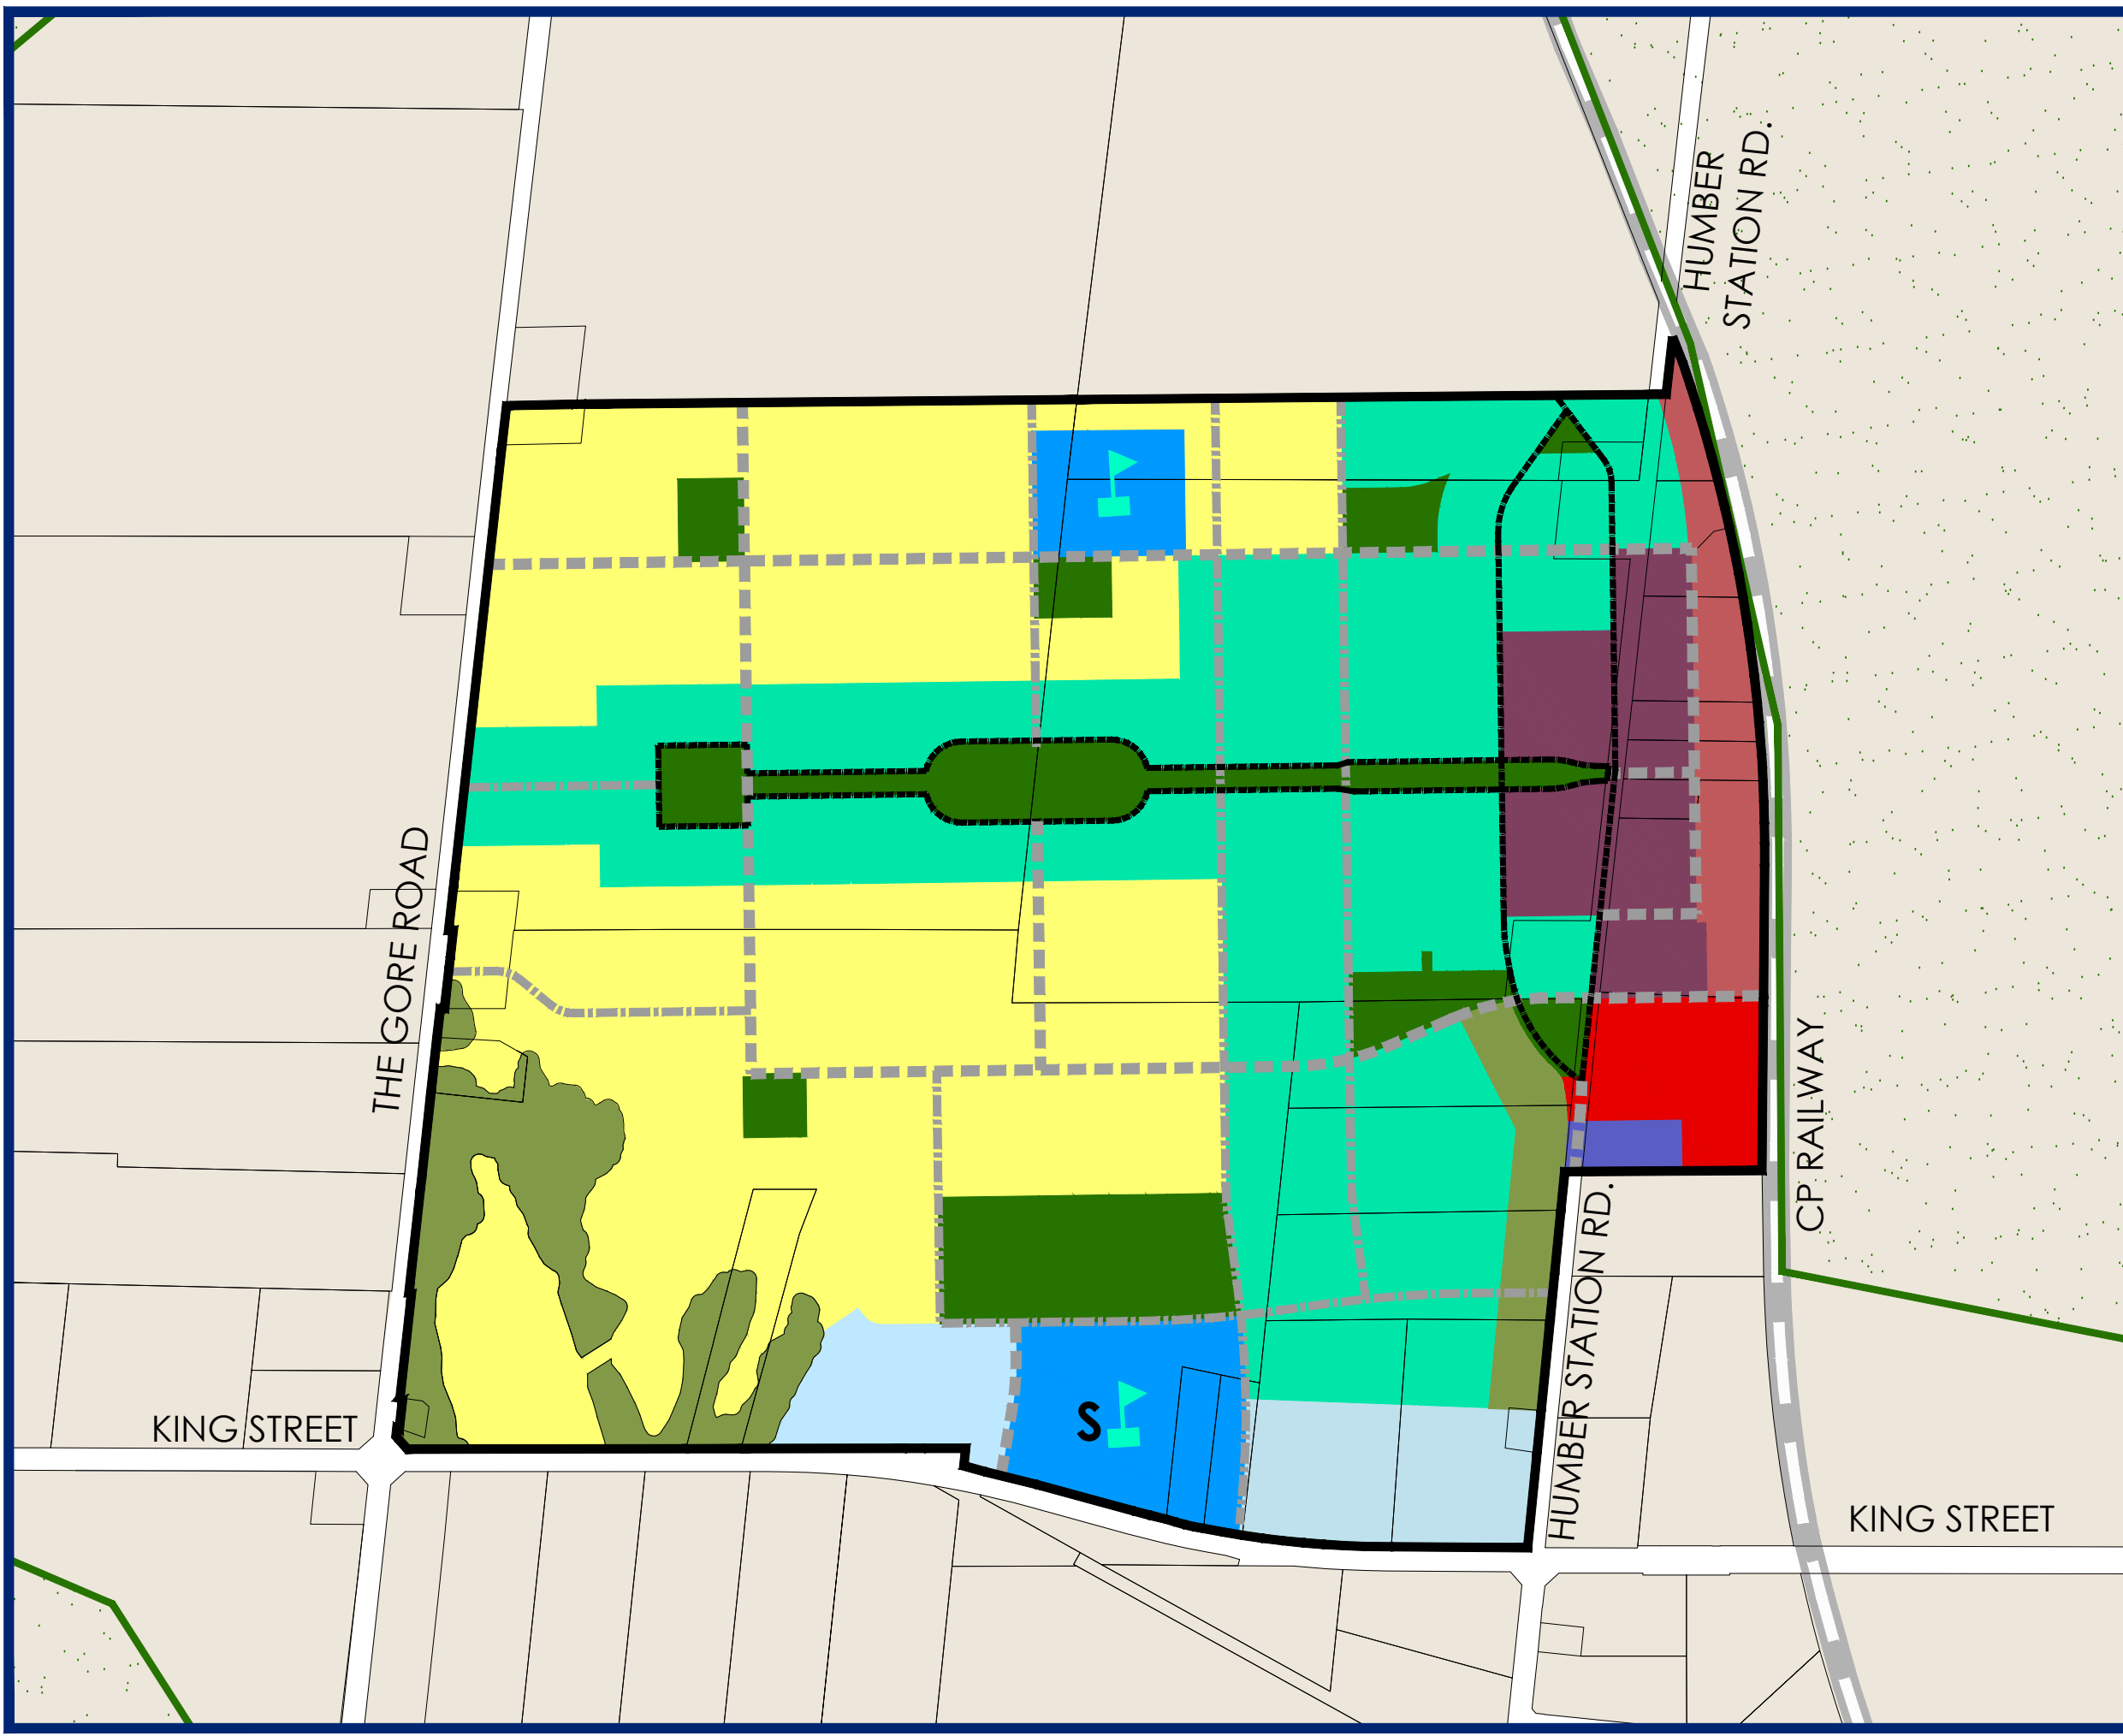 HUMBER
STATION RD.
THE GORE ROAD
CP RAILWAY
HUMBER STATION RD.
KING STREET
S
KING STREET